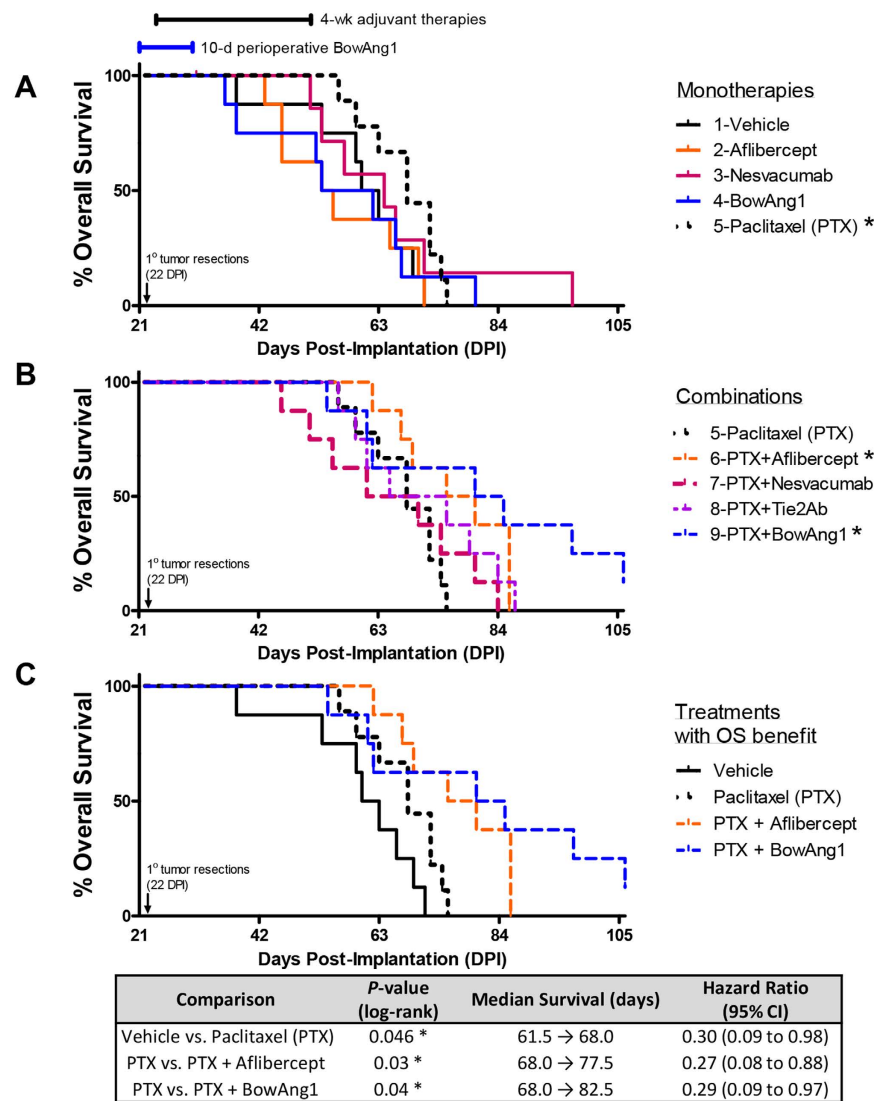 4-wk adjuvant therapies
10-d perioperative BowAng1
A
% Overall Survival
100
50
0
1° tumor resections
(22 DPI)
21 42 63 84 105
Days Post-Implantation (DPI)
Monotherapies
1-Vehicle
2-Aflibercept
3-Nesvacumab
4-BowAng1
5-Paclitaxel (PTX) *
B
% Overall Survival
100
50
0
1° tumor resections
(22 DPI)
21 42 63 84 105
Days Post-Implantation (DPI)
Combinations
5-Paclitaxel (PTX)
6-PTX+Aflibercept *
7-PTX+Nesvacumab
8-PTX+Tie2Ab
9-PTX+BowAng1 *
C
% Overall Survival
100
50
0
1° tumor resections
(22 DPI)
21 42 63 84 105
Days Post-Implantation (DPI)
Treatments
with OS benefit
Vehicle
Paclitaxel (PTX)
PTX + Aflibercept
PTX + BowAng1
Comparison P-value (log-rank) Median Survival (days) Hazard Ratio (95% CI)
Vehicle vs. Paclitaxel (PTX) 0.046 * 61.5 → 68.0 0.30 (0.09 to 0.98)
PTX vs. PTX + Aflibercept 0.03 * 68.0 → 77.5 0.27 (0.08 to 0.88)
PTX vs. PTX + BowAng1 0.04 * 68.0 → 82.5 0.29 (0.09 to 0.97)